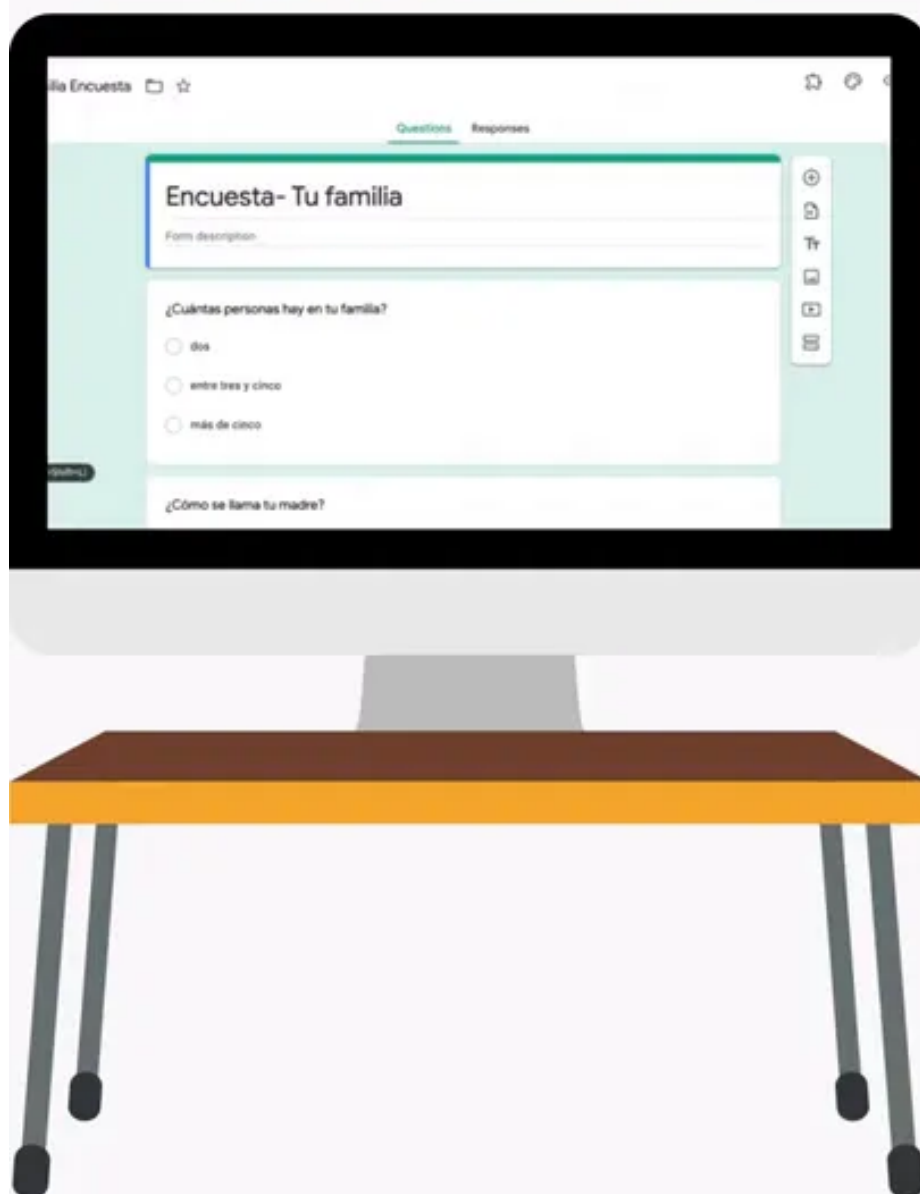 ilia Encuesta
Questions Responses
Encuesta- Tu familia
Form description
¿Cuántas personas hay en tu familia?
dos
entre tres y cinco
más de cinco
¿Cómo se llama tu madre?